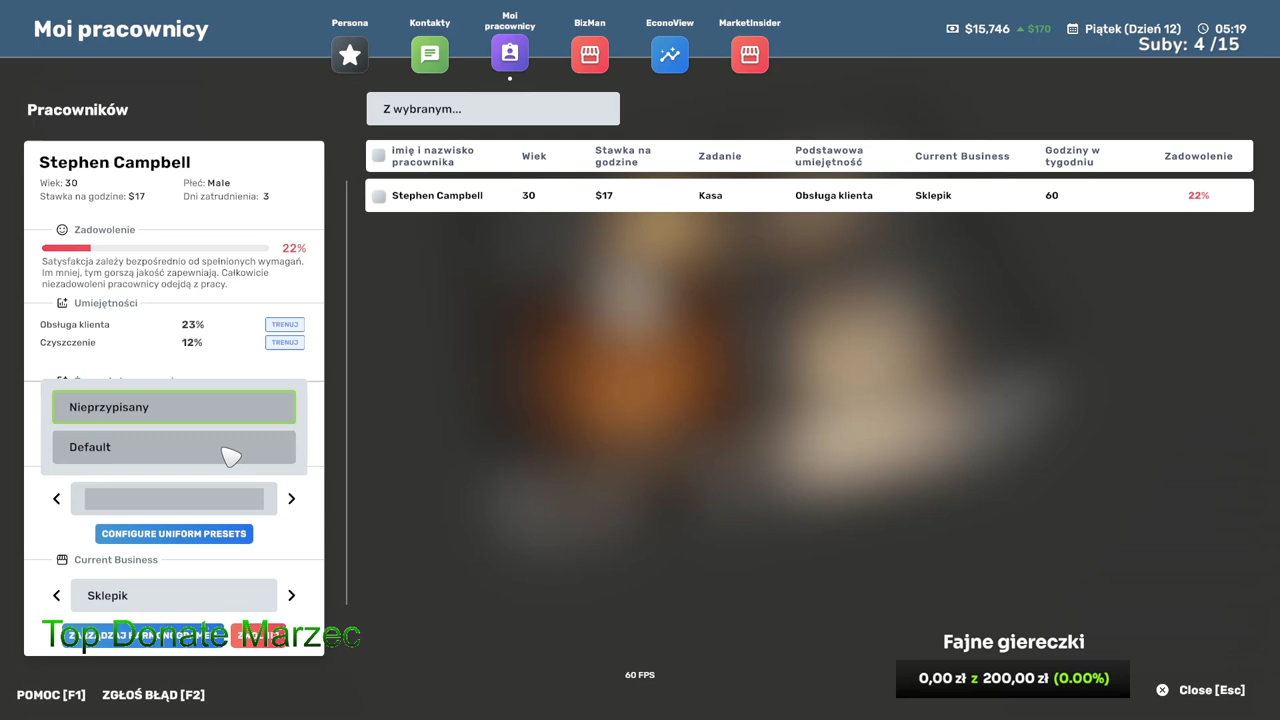 Moi pracownicy
Persona
Kontakty
Moi pracownicy
BizMan
EconoView
MarketInsider
$15,746
$170
Piątek (Dzień 12)
05:19
Suby: 4 /15
Pracowników
Z wybranym...
Stephen Campbell
Wiek: 30
Płeć: Male
Stawka na godzine: $17
Dni zatrudnienia: 3
Zadowolenie
22%
Satysfakcja zależy bezpośrednio od spełnionych wymagań.
Im mniej, tym gorszą jakość zapewniają. Całkowicie
niezadowoleni pracownicy odejdą z pracy.
Umiejętności
Obsługa klienta
23%
TRENUJ
Czyszczenie
12%
TRENUJ
Nieprzypisany
Default
CONFIGURE UNIFORM PRESETS
Current Business
Sklepik
Top Donate Marzec
imię i nazwisko pracownika
Wiek
Stawka na godzine
Zadanie
Podstawowa umiejętność
Current Business
Godziny w tygodniu
Zadowolenie
Stephen Campbell
30
$17
Kasa
Obsługa klienta
Sklepik
60
22%
Fajne giereczki
0,00 zł z 200,00 zł (0.00%)
60 FPS
POMOC [F1]
ZGŁOŚ BŁĄD [F2]
Close [Esc]